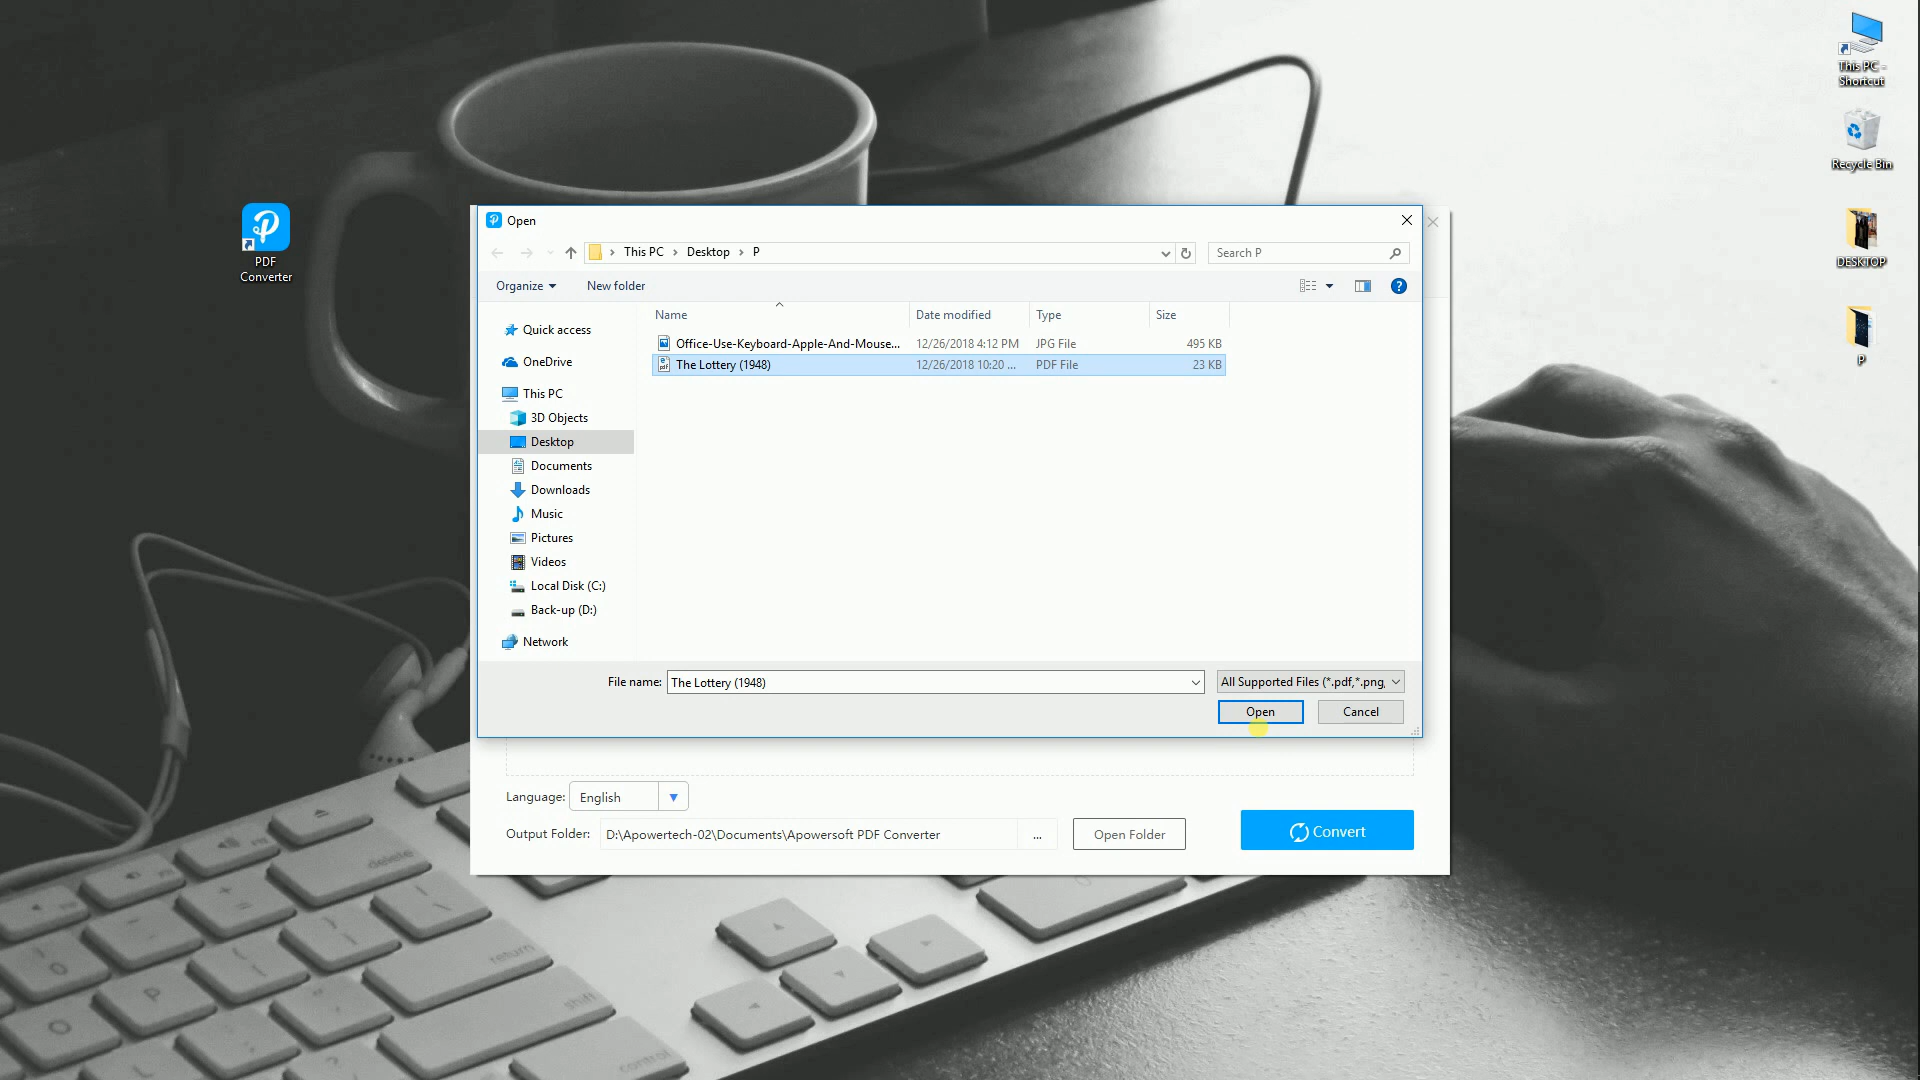 This PC -
Shortcut
Recycle Bin
DESKTOP
P
PDF
Converter
Open
This PC > Desktop > P
Search P
Organize
New folder
Name
Date modified
Type
Size
Office-Use-Keyboard-Apple-And-Mouse...
12/26/2018 4:12 PM
JPG File
495 KB
The Lottery (1948)
12/26/2018 10:20 ...
PDF File
23 KB
Quick access
OneDrive
This PC
3D Objects
Desktop
Documents
Downloads
Music
Pictures
Videos
Local Disk (C:)
Back-up (D:)
Network
File name:
The Lottery (1948)
All Supported Files (*.pdf,*.png,
Open
Cancel
Language:
English
Output Folder:
D:\Apowertech-02\Documents\Apowersoft PDF Converter
...
Open Folder
Convert
delete
return
shift
control